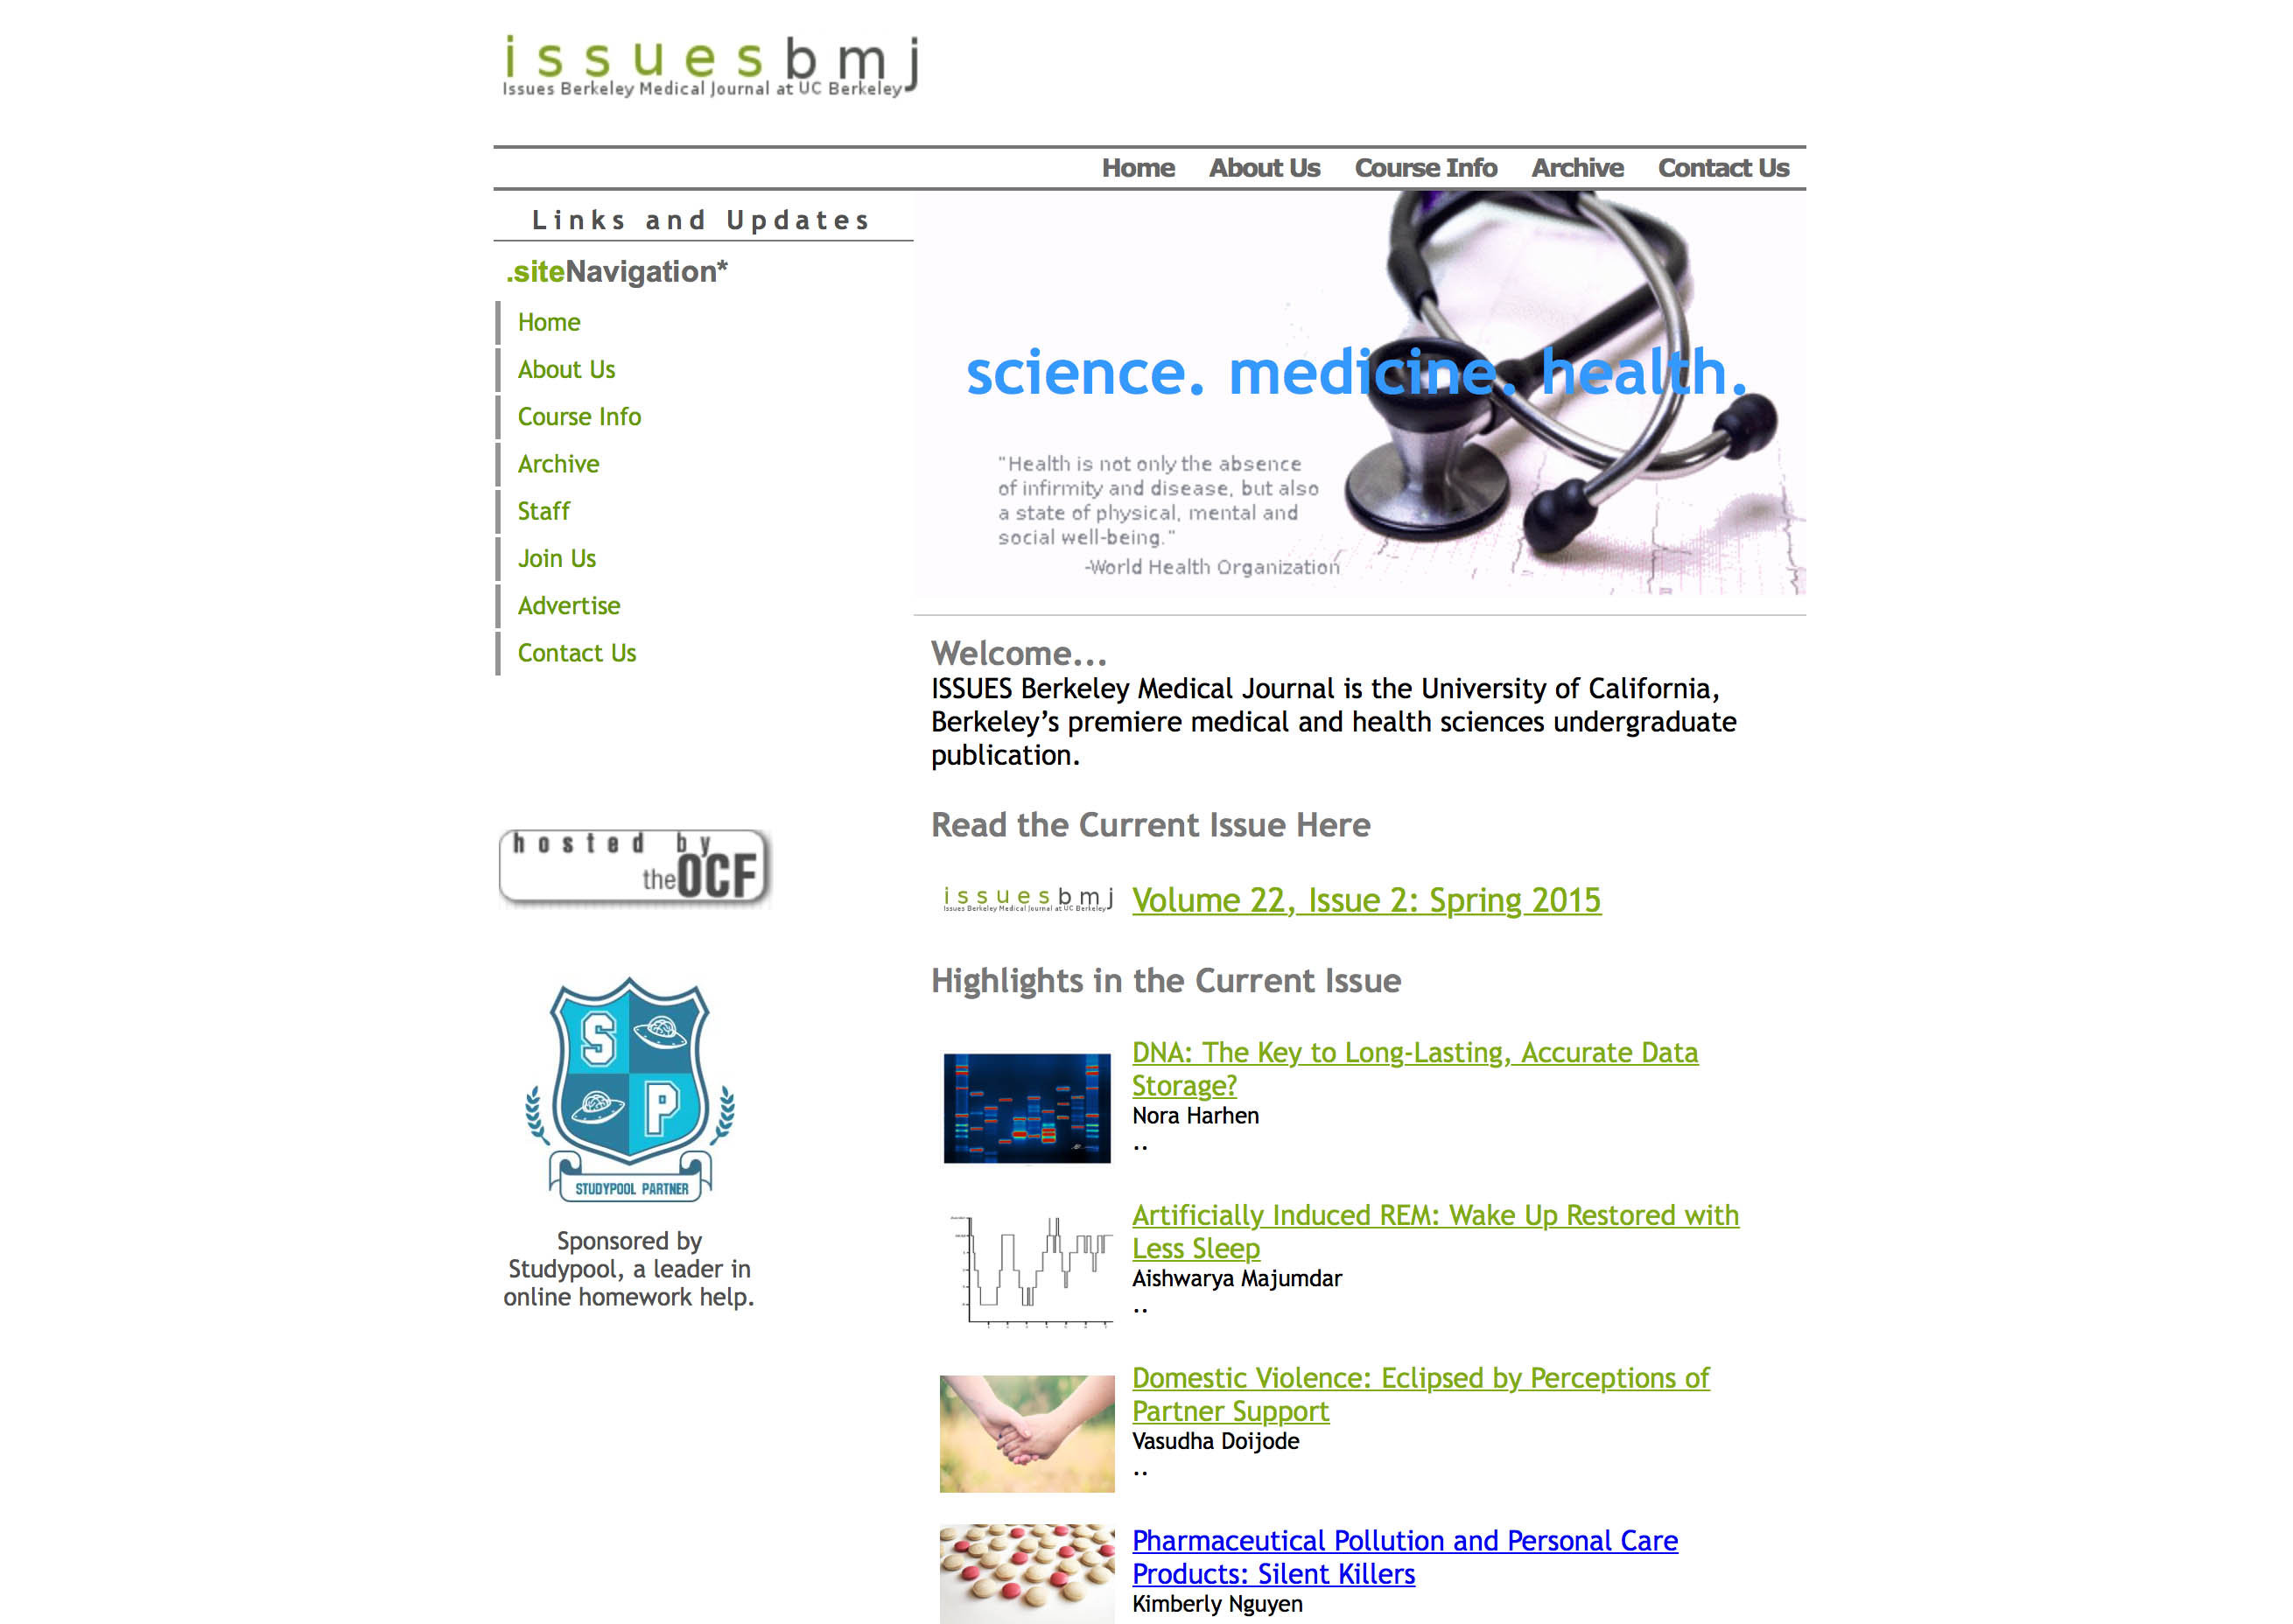 issuesbmj
Issues Berkeley Medical Journal at UC Berkeley
Home About Us Course Info Archive Contact Us
Links and Updates
.siteNavigation*
Home
About Us
Course Info
Archive
Staff
Join Us
Advertise
Contact Us
hosted by
theOCF
S
P
STUDYPOOL PARTNER
Sponsored by
Studypool, a leader in
online homework help.
science. medicine. health.
"Health is not only the absence
of infirmity and disease, but also
a state of physical, mental and
social well-being."
-World Health Organization
Welcome...
ISSUES Berkeley Medical Journal is the University of California,
Berkeley’s premiere medical and health sciences undergraduate
publication.
Read the Current Issue Here
issuesbmj
Issues Berkeley Medical Journal at UC Berkeley
Volume 22, Issue 2: Spring 2015
Highlights in the Current Issue
DNA: The Key to Long-Lasting, Accurate Data
Storage?
Nora Harhen
..
Artificially Induced REM: Wake Up Restored with
Less Sleep
Aishwarya Majumdar
..
Domestic Violence: Eclipsed by Perceptions of
Partner Support
Vasudha Doijode
..
Pharmaceutical Pollution and Personal Care
Products: Silent Killers
Kimberly Nguyen